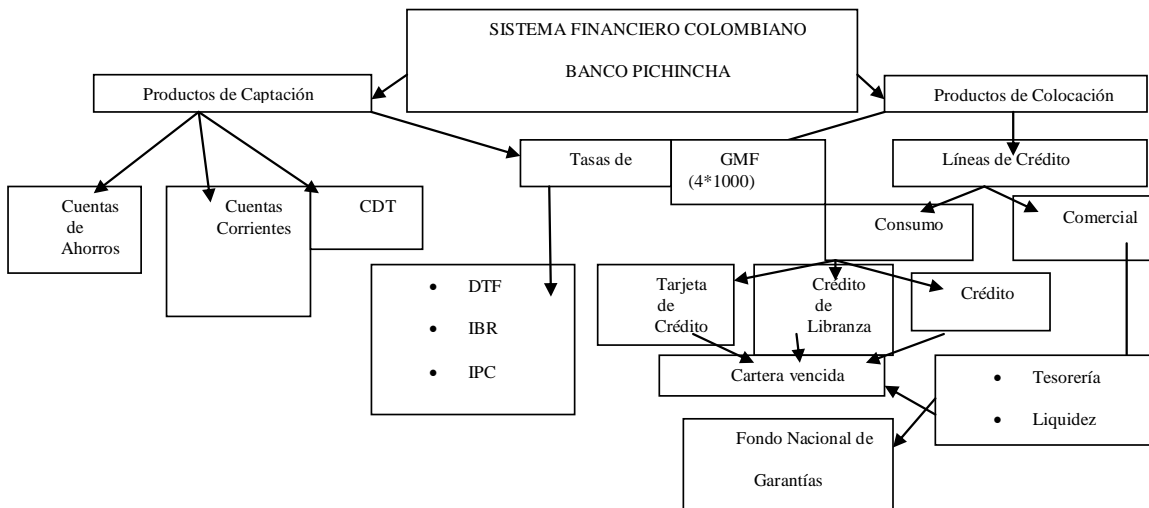 SISTEMA FINANCIERO COLOMBIANO
BANCO PICHINCHA
Productos de Captación
Productos de Colocación
Tasas de
GMF
(4*1000)
Líneas de Crédito
Cuentas
de
Ahorros
Cuentas
Corrientes
CDT
Consumo
Comercial
• DTF
• IBR
• IPC
Tarjeta
de
Crédito
Crédito
de
Libranza
Crédito
Cartera vencida
• Tesorería
• Liquidez
Fondo Nacional de
Garantías